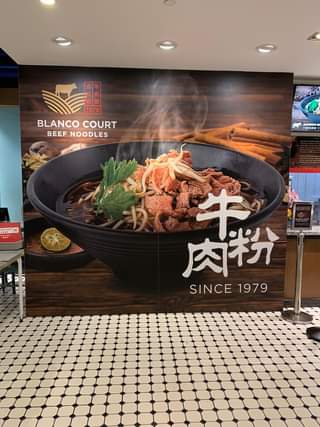 BLANCO COURT
BEEF NOODLES
牛
肉粉
SINCE 1979